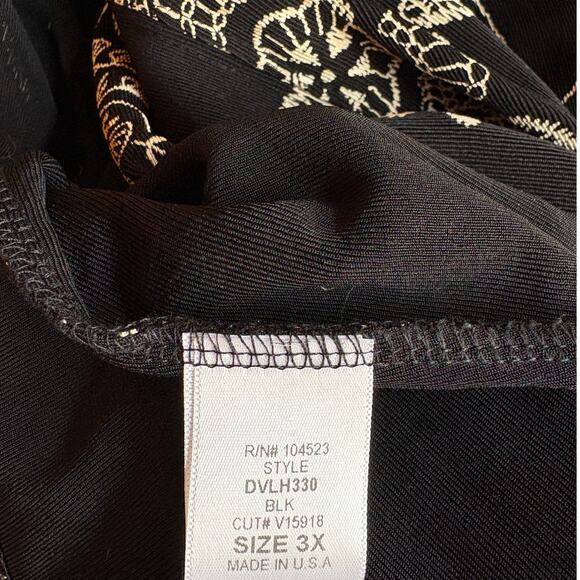 R/N# 104523
STYLE
DVLH330
BLK
CUT# V15918
SIZE 3X
MADE IN U.S.A